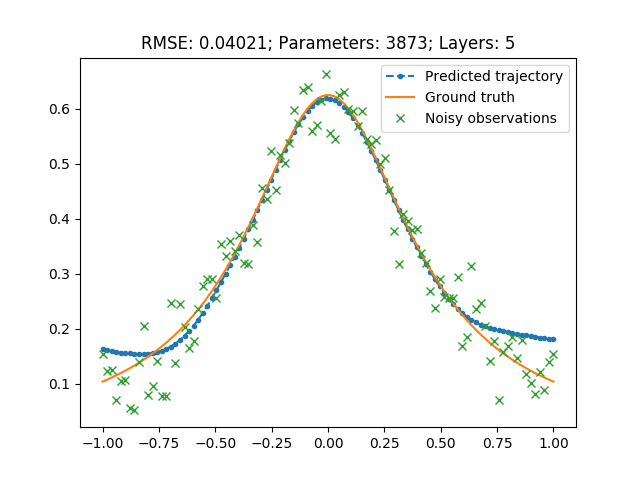 RMSE: 0.04021; Parameters: 3873; Layers: 5
Predicted trajectory
Ground truth
Noisy observations
0.6
0.5
0.4
0.3
0.2
0.1
−1.00 −0.75 −0.50 −0.25 0.00 0.25 0.50 0.75 1.00